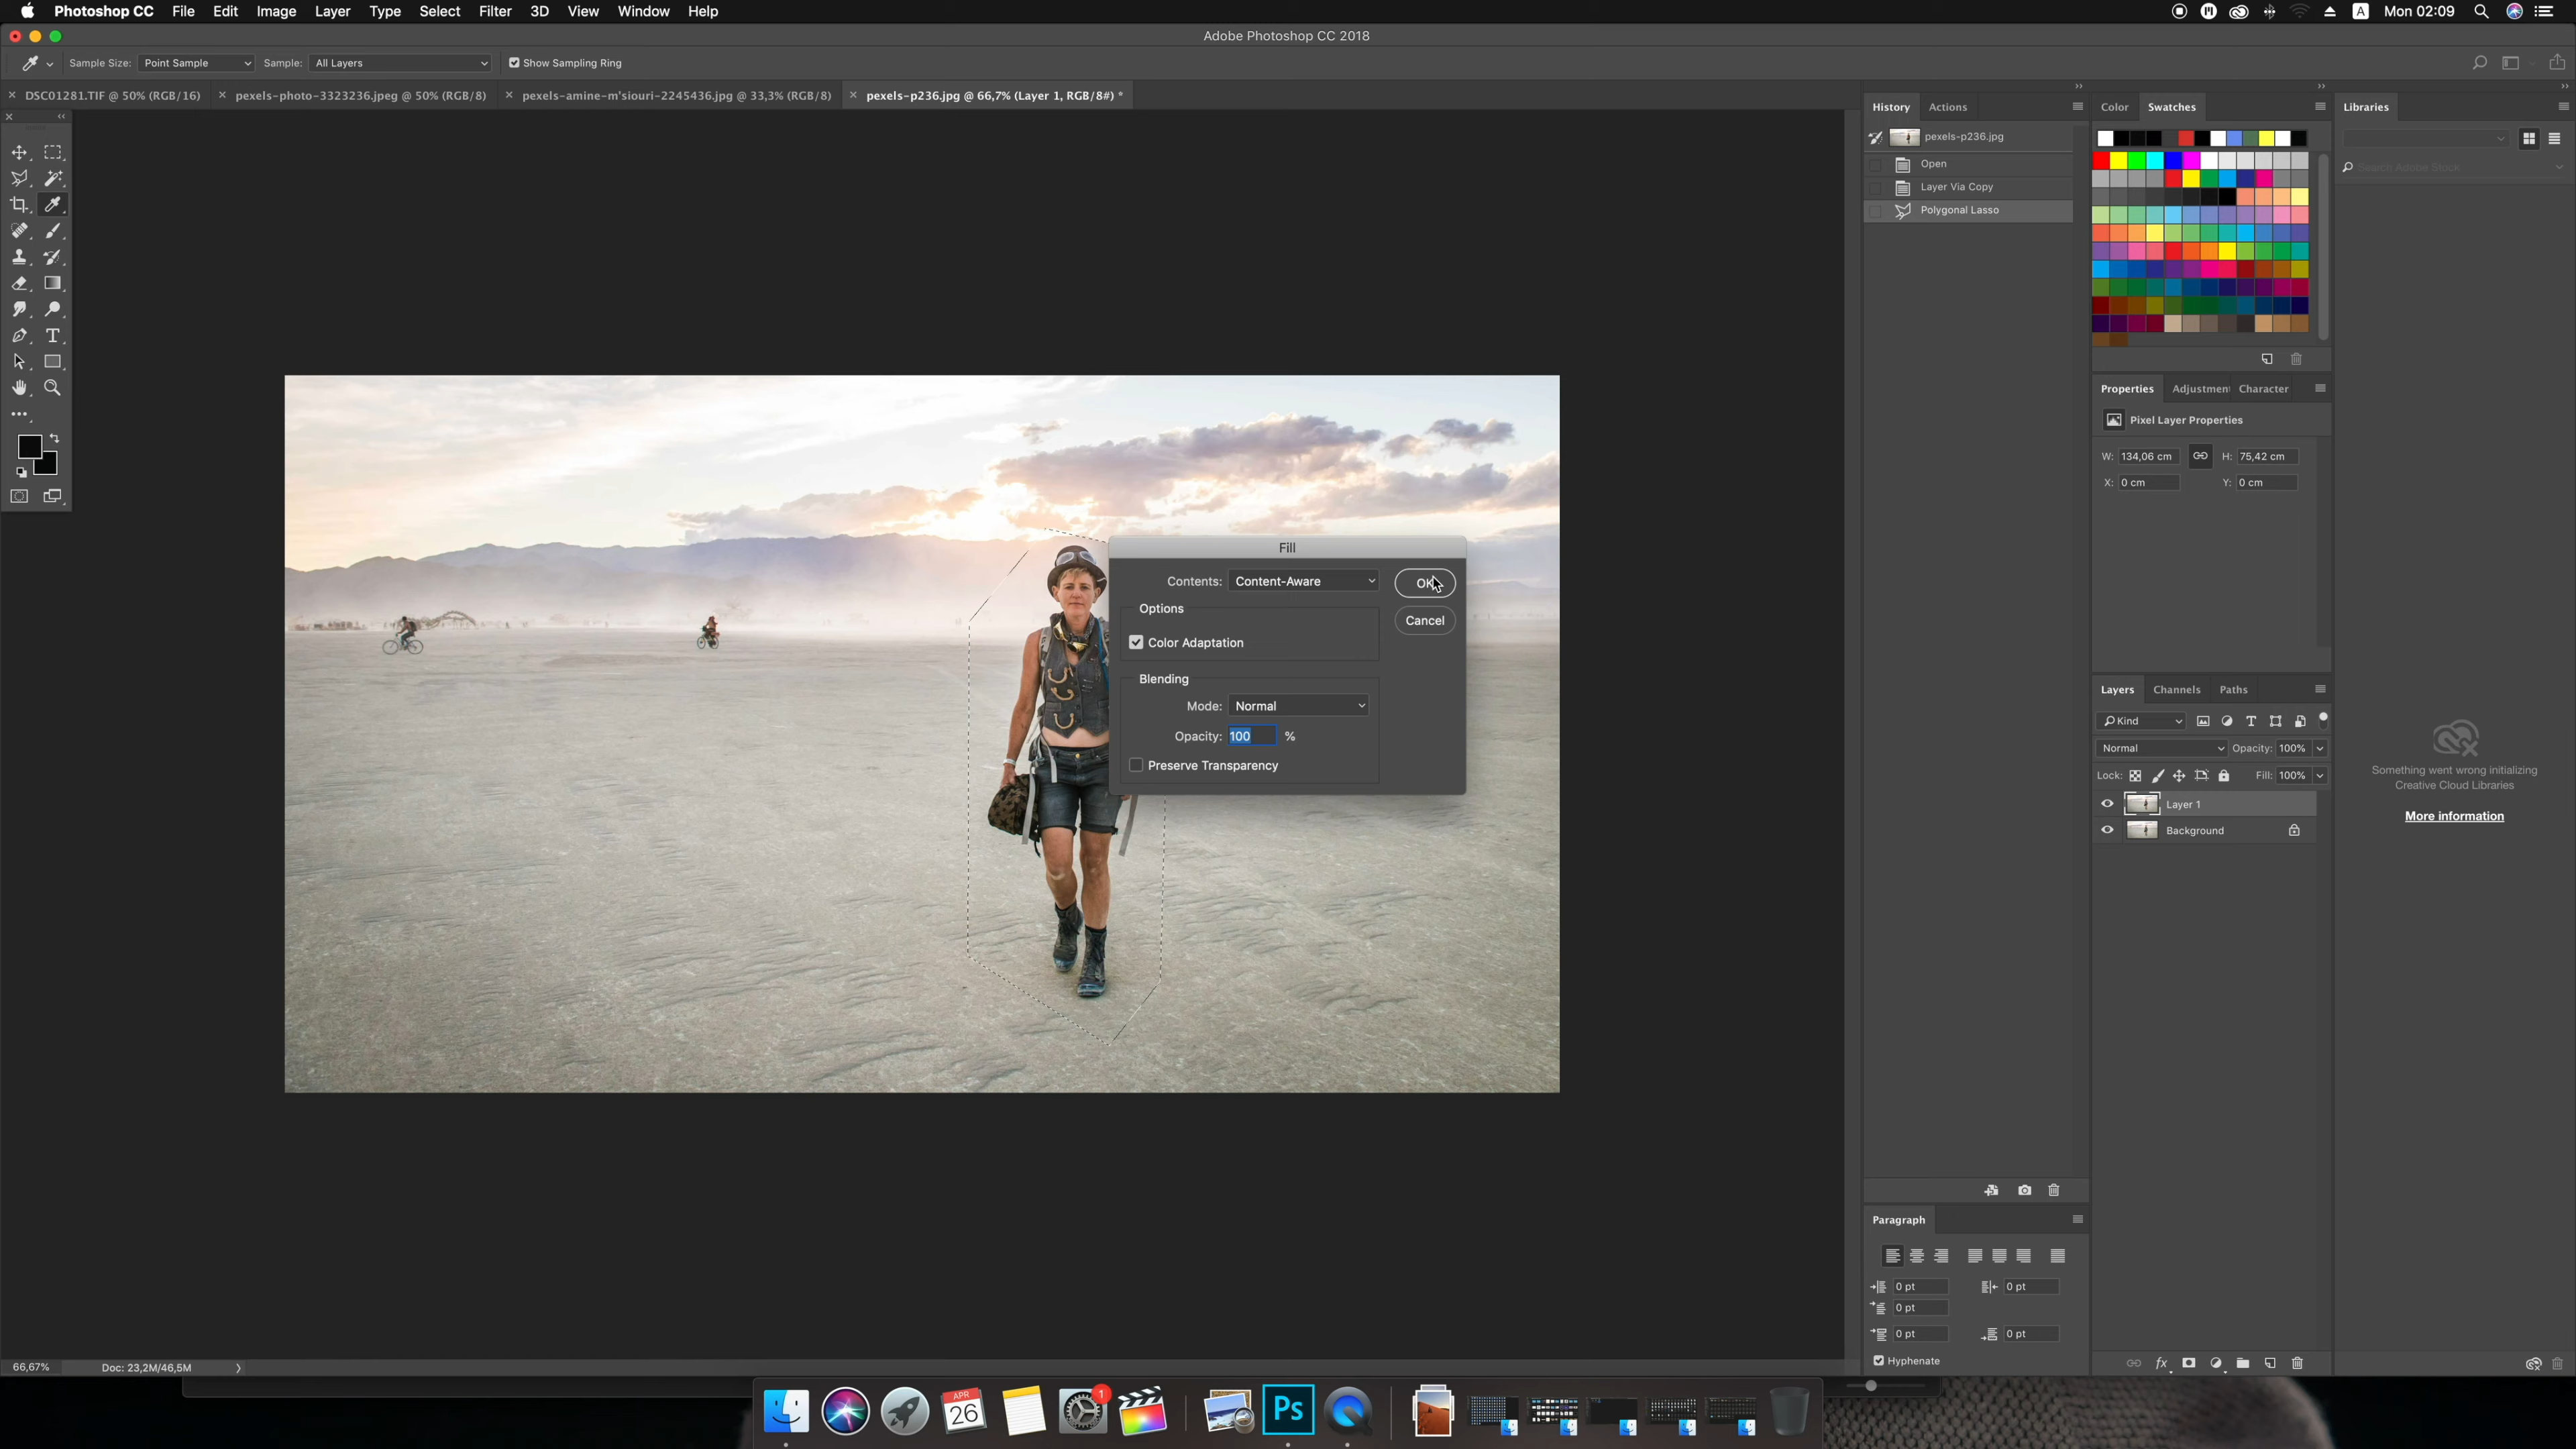 Photoshop CC File Edit Image Layer Type Select Filter 3D View Window Help
A Mon 02:09
Adobe Photoshop CC 2018
Sample Size: Point Sample Sample: All Layers Show Sampling Ring
DSC01281.TIF @ 50% (RGB/16) pexels-photo-3323236.jpeg @ 50% (RGB/8) pexels-amine-m'siouri-2245436.jpg @ 33,3% (RGB/8) pexels-p236.jpg @ 66,7% (Layer 1, RGB/8#) *
History Actions
pexels-p236.jpg
Open
Layer Via Copy
Polygonal Lasso
Color Swatches
Libraries
Search Adobe Stock
Properties Adjustmen Character
Pixel Layer Properties
W: 134,06 cm H: 75,42 cm
X: 0 cm Y: 0 cm
Fill
Contents: Content-Aware
OK
Options
Cancel
Color Adaptation
Blending
Mode: Normal
Opacity: 100 %
Preserve Transparency
Layers Channels Paths
Kind
Normal Opacity: 100%
Lock: Fill: 100%
Layer 1
Background
Something went wrong initializing
Creative Cloud Libraries
More information
Paragraph
0 pt 0 pt
0 pt
0 pt 0 pt
Hyphenate
66,67% Doc: 23,2M/46,5M
APR
26
1
Ps